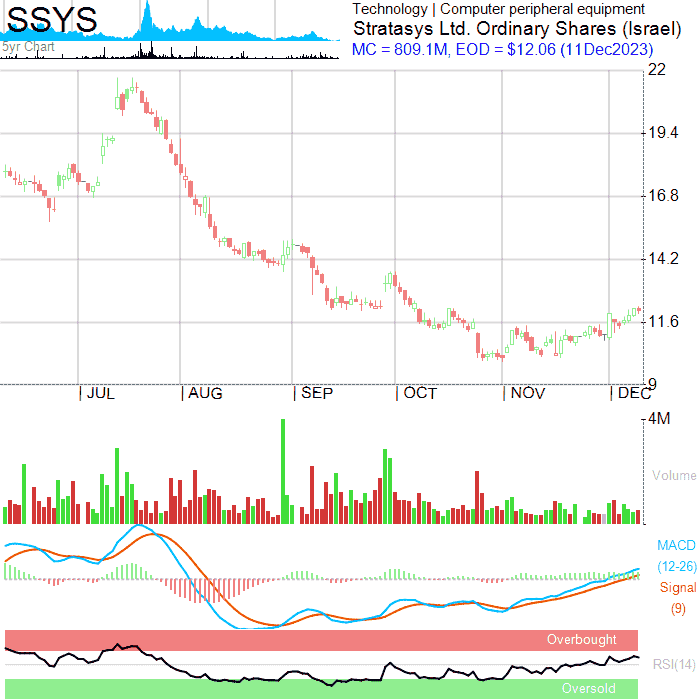 SSYS
Technology | Computer peripheral equipment
Stratasys Ltd. Ordinary Shares (Israel)
5yr Chart
MC = 809.1M, EOD = $12.06 (11Dec2023)
22
19.4
16.8
14.2
11.6
9
JUL AUG SEP OCT NOV DEC
4M
Volume
MACD
(12-26)
Signal
(9)
Overbought
RSI(14)
Oversold